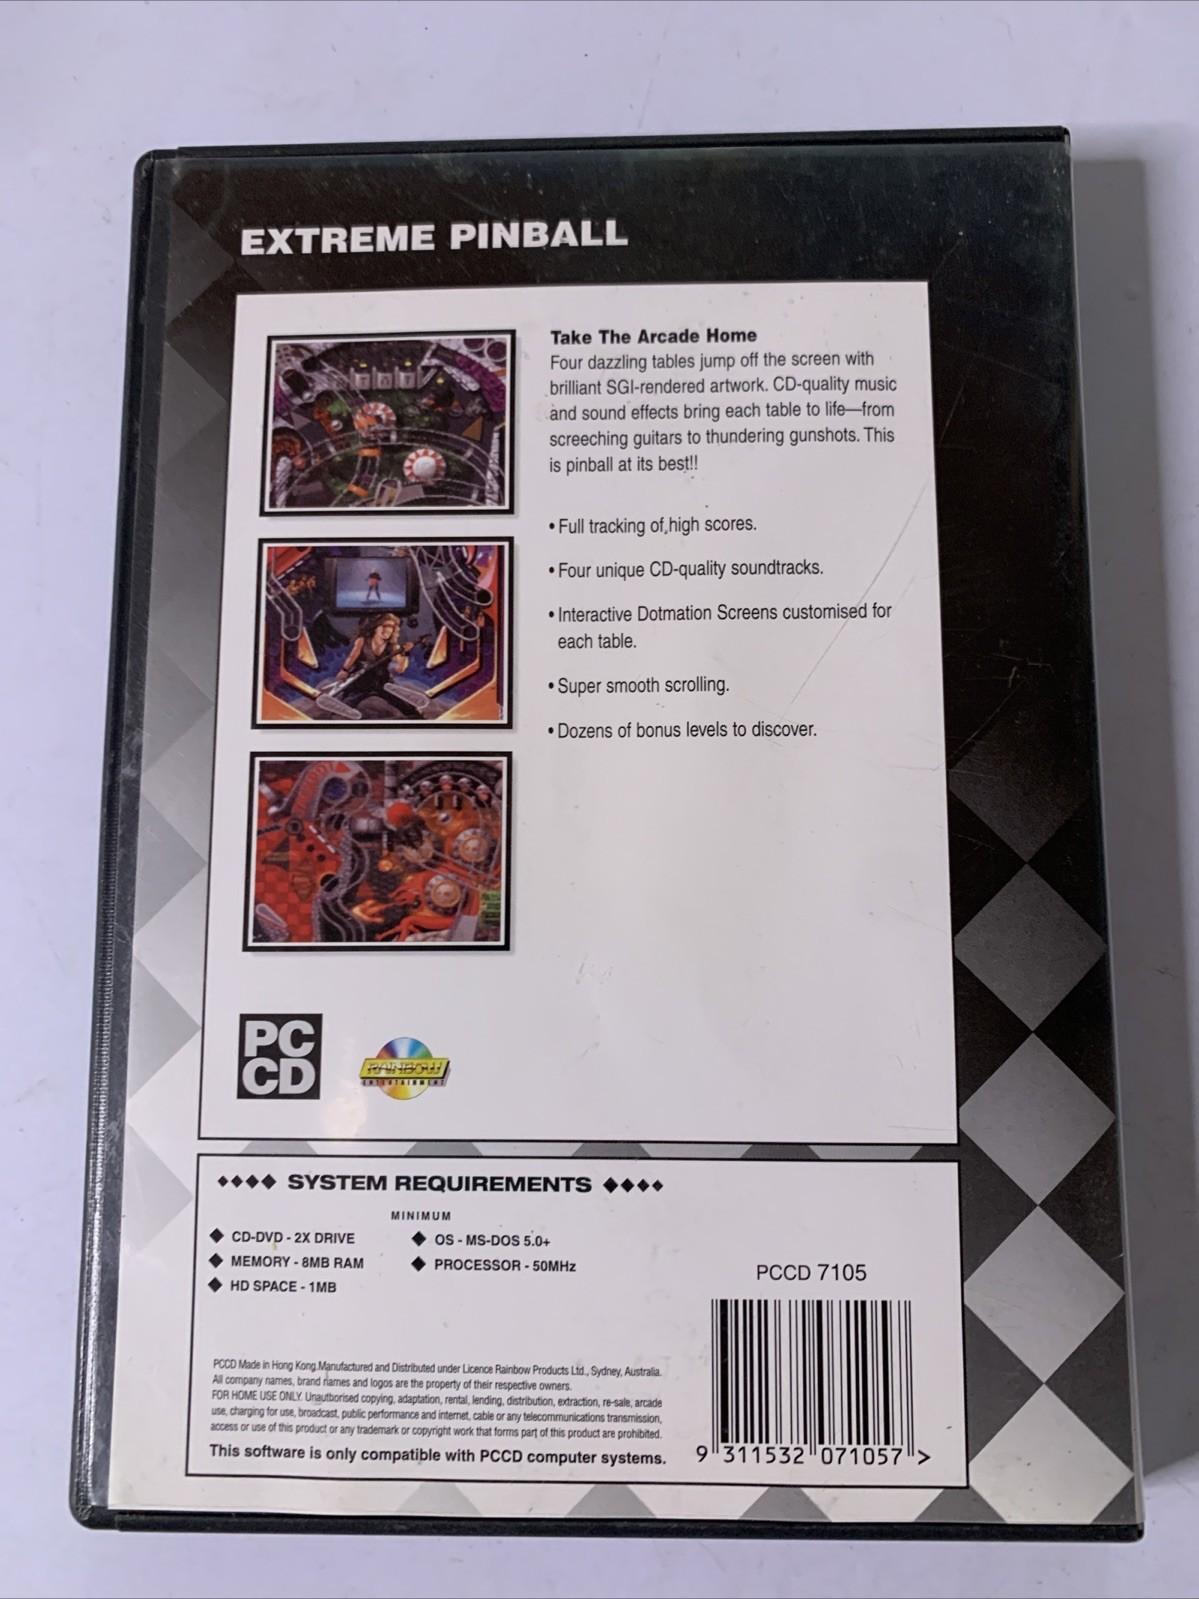 EXTREME PINBALL
Take The Arcade Home
Four dazzling tables jump off the screen with
brilliant SGI-rendered artwork. CD-quality music
and sound effects bring each table to life—from
screeching guitars to thundering gunshots. This
is pinball at its best!!
• Full tracking of high scores.
• Four unique CD-quality soundtracks.
• Interactive Dotmation Screens customised for
each table.
• Super smooth scrolling.
• Dozens of bonus levels to discover.
PC
CD
RAINBOW
ENTERTAINMENT
SYSTEM REQUIREMENTS
MINIMUM
CD-DVD - 2X DRIVE
MEMORY - 8MB RAM
HD SPACE - 1MB
OS - MS-DOS 5.0+
PROCESSOR - 50MHz
PCCD 7105
PCCD Made in Hong Kong.Manufactured and Distributed under Licence Rainbow Products Ltd., Sydney, Australia.
All company names, brand names and logos are the property of their respective owners.
FOR HOME USE ONLY. Unauthorised copying, adaptation, rental, lending, distribution, extraction, re-sale, arcade
use, charging for use, broadcast, public performance and internet, cable or any telecommunications transmission,
access or use of this product or any trademark or copyright work that forms part of this product are prohibited.
This software is only compatible with PCCD computer systems.
9 311532 071057 >